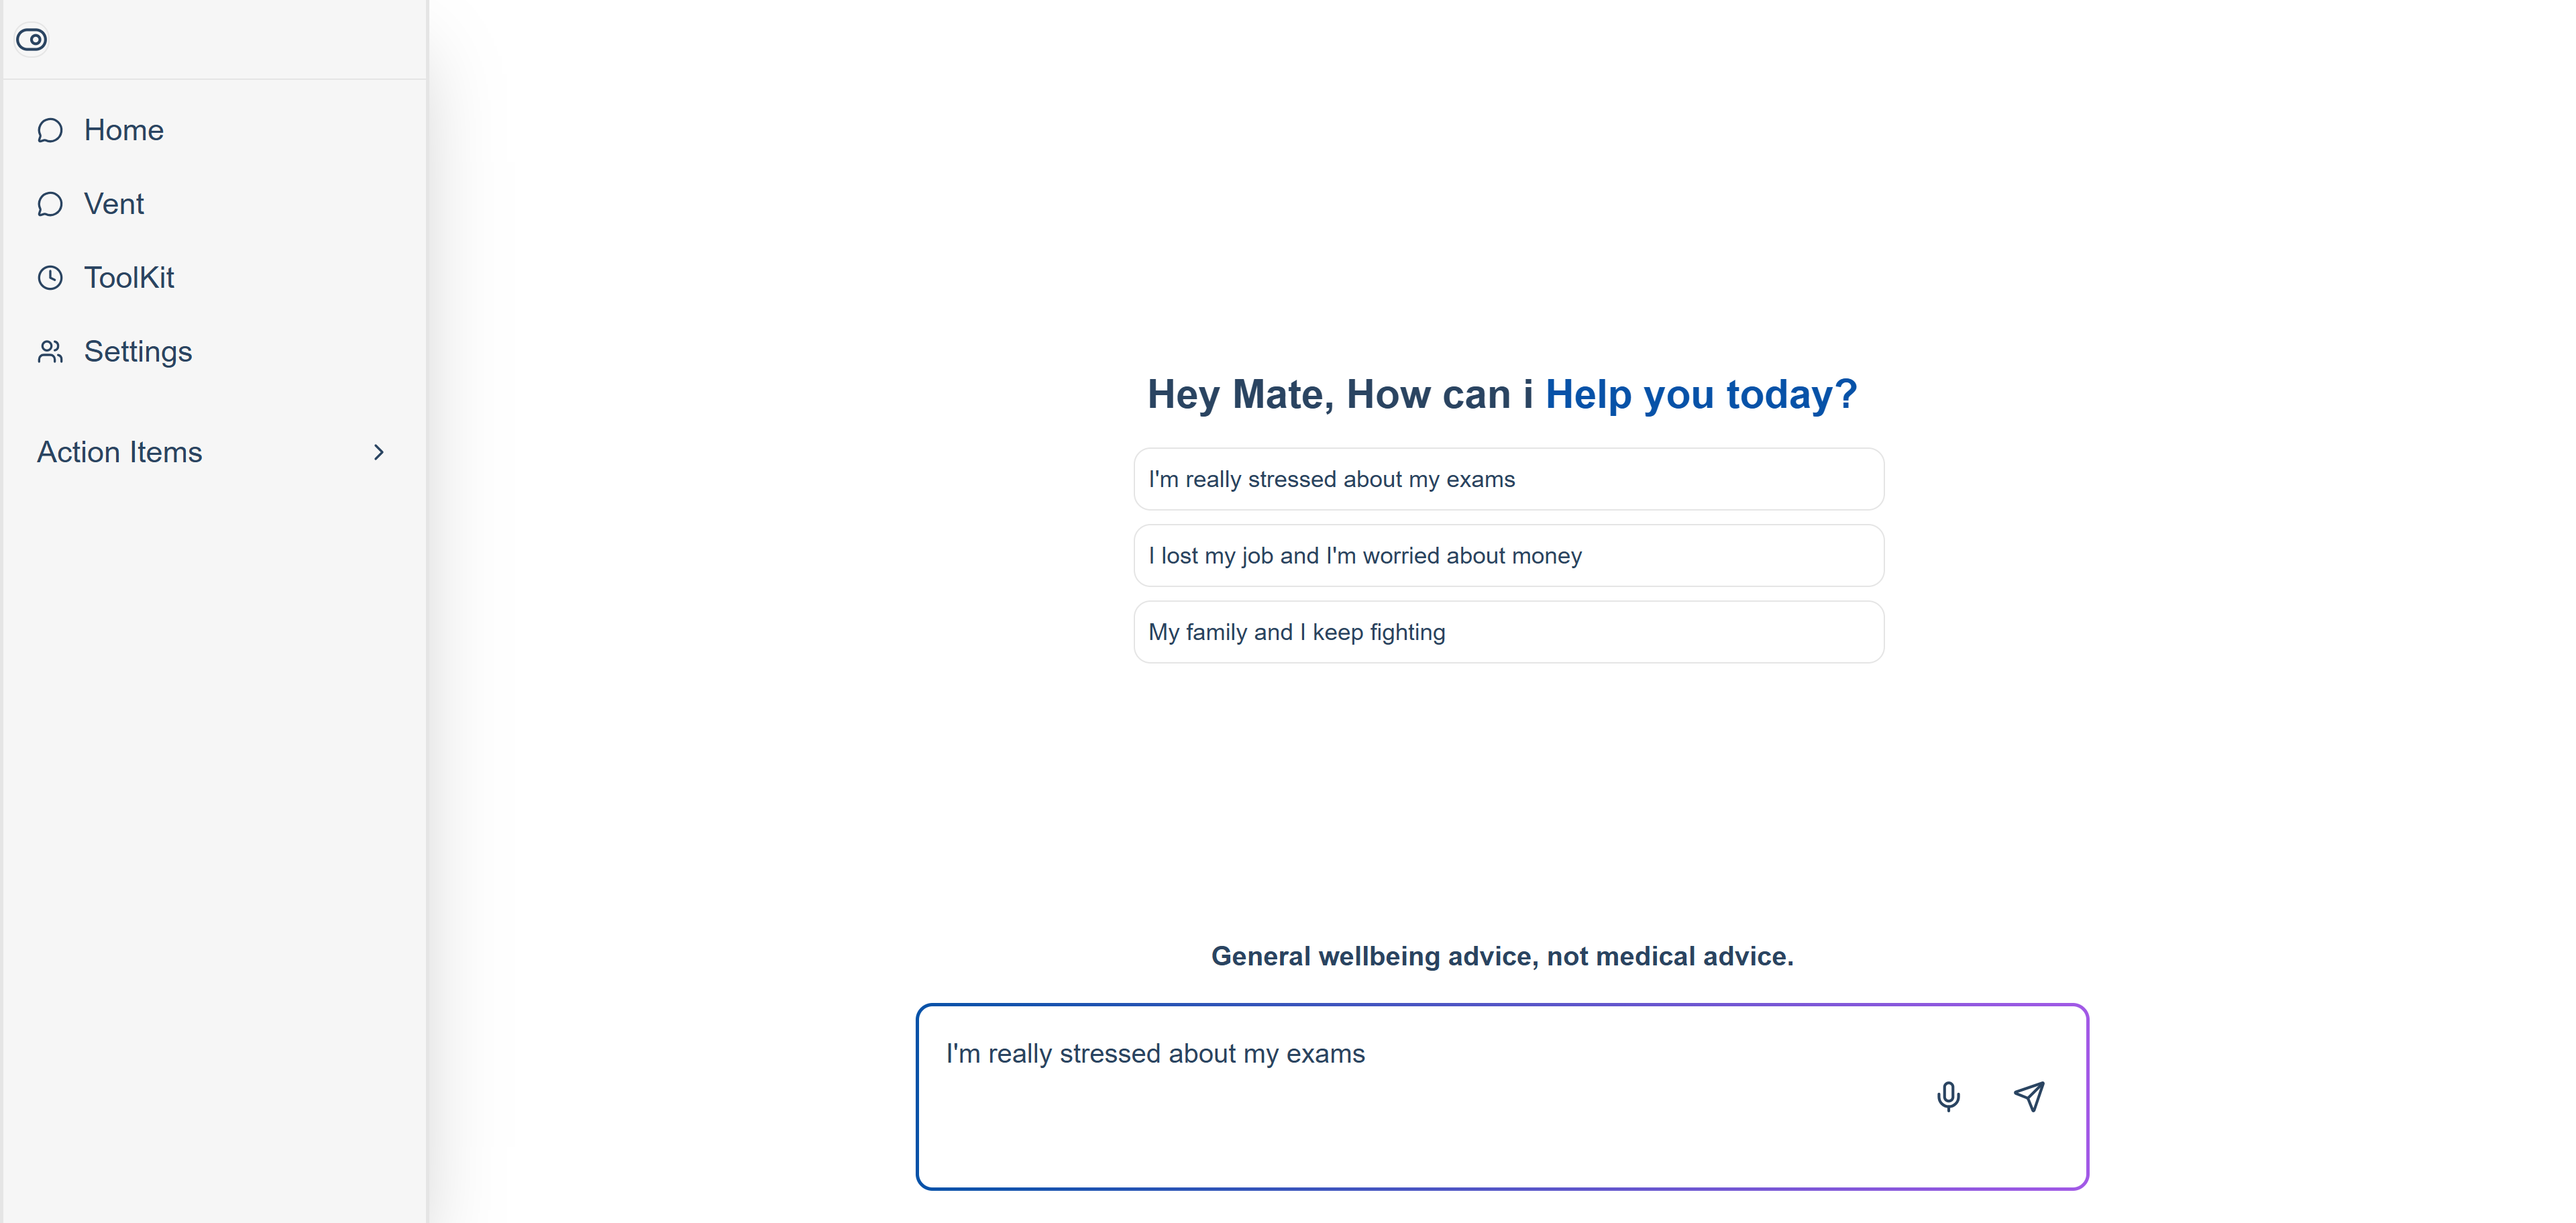 Home
Vent
ToolKit
Settings
Action Items
Hey Mate, How can i Help you today?
I'm really stressed about my exams
I lost my job and I'm worried about money
My family and I keep fighting
General wellbeing advice, not medical advice.
I'm really stressed about my exams